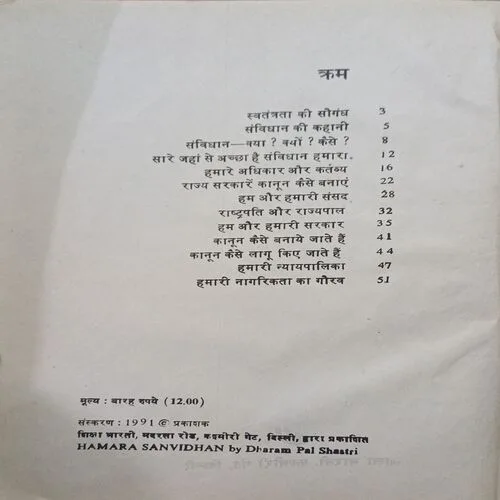 क्रम
स्वतंत्रता की सौगंध 3
संविधान की कहानी 5
संविधान—क्या ? क्यों ? कैसे ? 8
सारे जहां से अच्छा है संविधान हमारा. 12
हमारे अधिकार और कर्तव्य 16
राज्य सरकारें कानून कैसे बनाएं 22
हम और हमारी संसद 28
राष्ट्रपति और राज्यपाल 32
हम और हमारी सरकार 35
कानून कैसे बनाये जाते हैं 41
कानून कैसे लागू किए जाते हैं 44
हमारी न्यायपालिका 47
हमारी नागरिकता का गौरव 51
मूल्य : बारह रुपये (12.00)
संस्करण : 1991 @ प्रकाशक
शिक्षा भारती, मदरसा रोड, कश्मीरी गेट, दिल्ली, द्वारा प्रकाशित
HAMARA SANVIDHAN by Dharam Pal Shastri